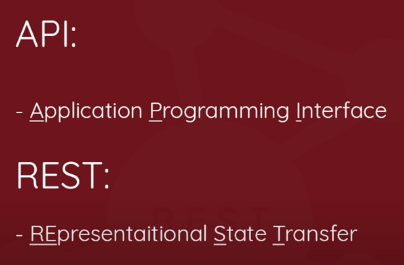 API:
- Application Programming Interface
REST:
- REpresentaitional State Transfer